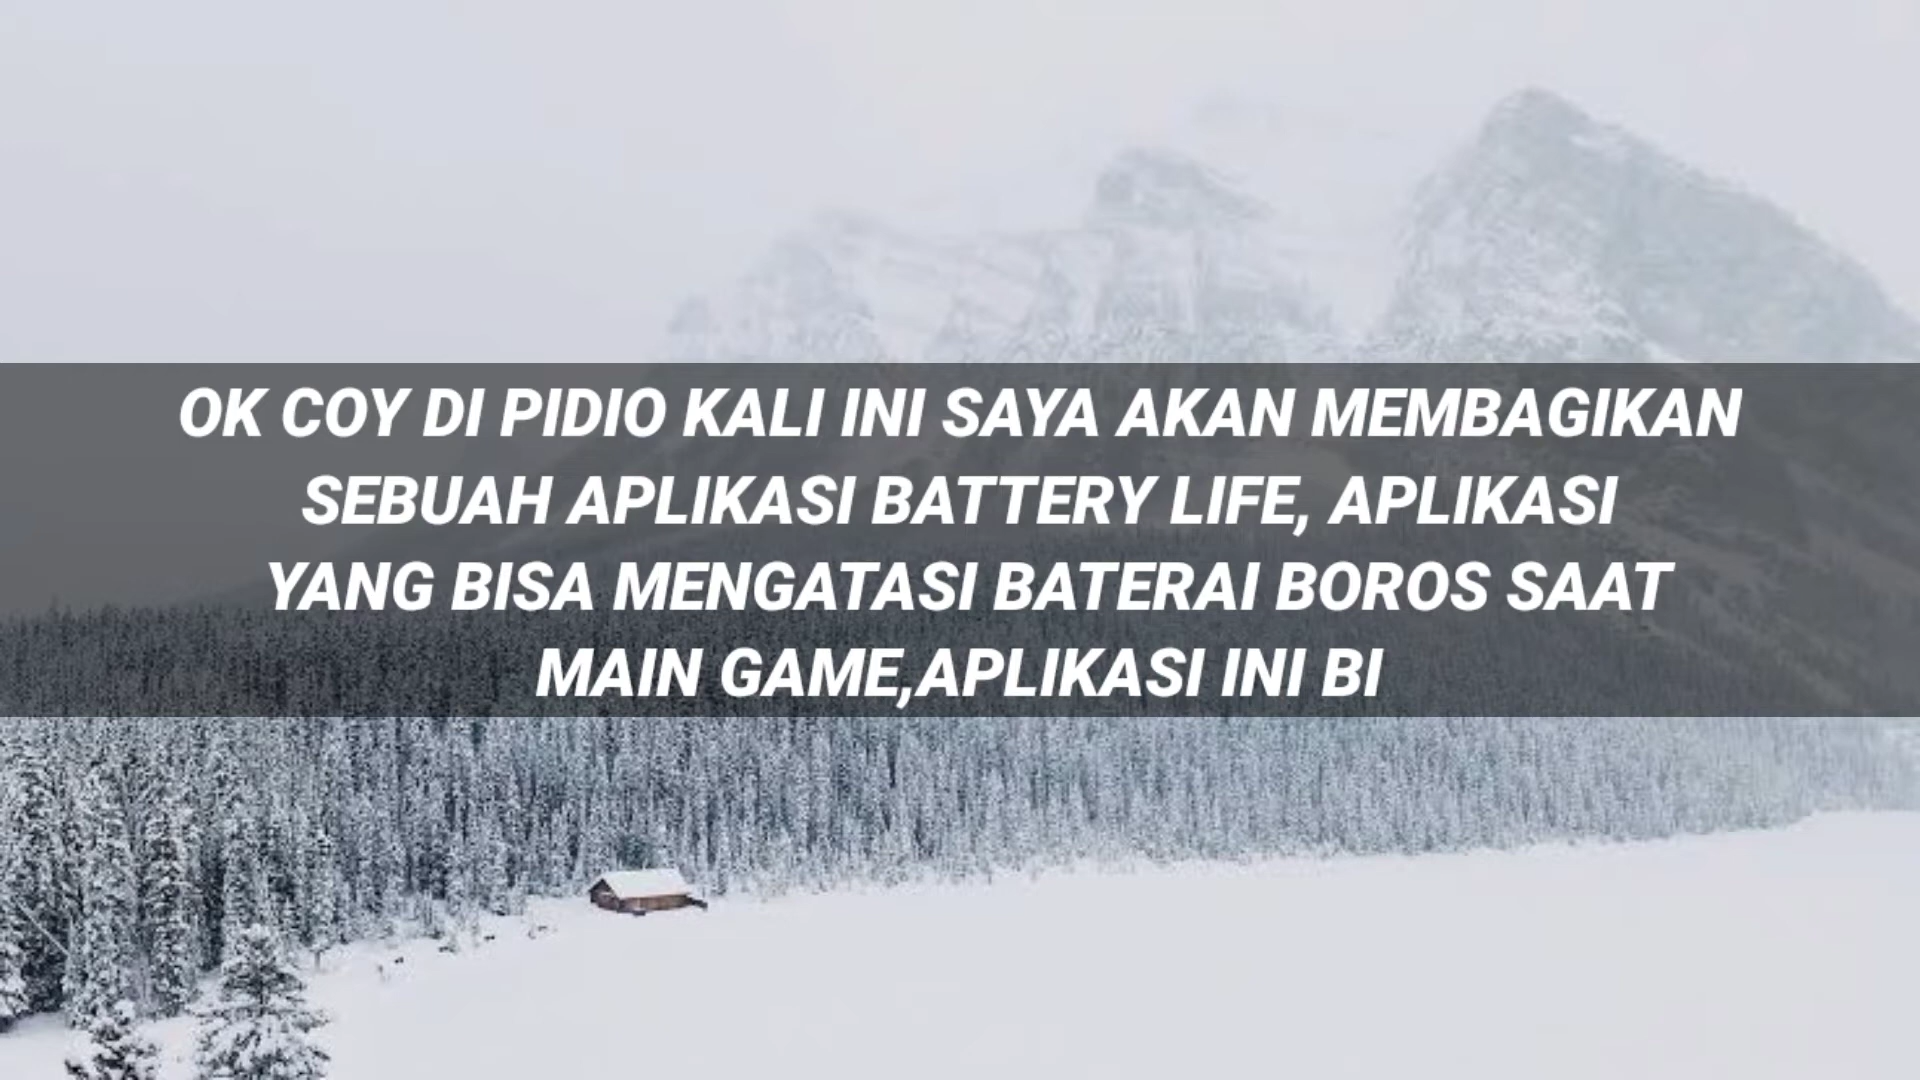 OK COY DI PIDIO KALI INI SAYA AKAN MEMBAGIKAN
SEBUAH APLIKASI BATTERY LIFE, APLIKASI
YANG BISA MENGATASI BATERAI BOROS SAAT
MAIN GAME,APLIKASI INI BI